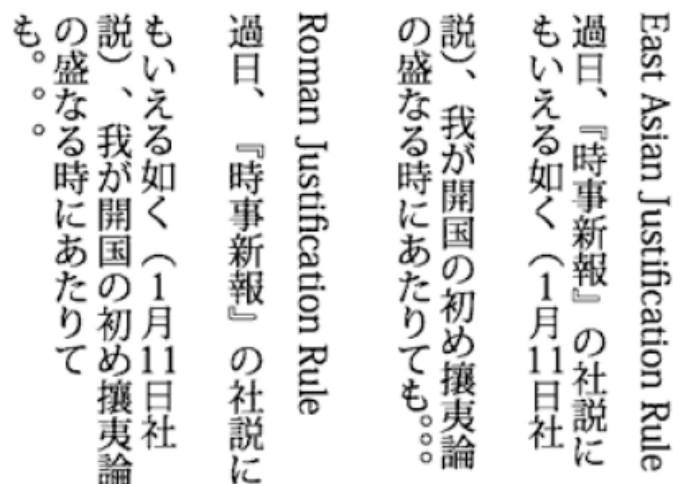 East Asian Justification Rule
過日、『時事新報』の社説に
もいえる如く（1月11日社
説）、我が開国の初め攘夷論
の盛なる時にあたりても。。。
Roman Justification Rule
過日、『時事新報』の社説に
もいえる如く（1月11日社
説）、我が開国の初め攘夷論
の盛なる時にあたりて
も。。。